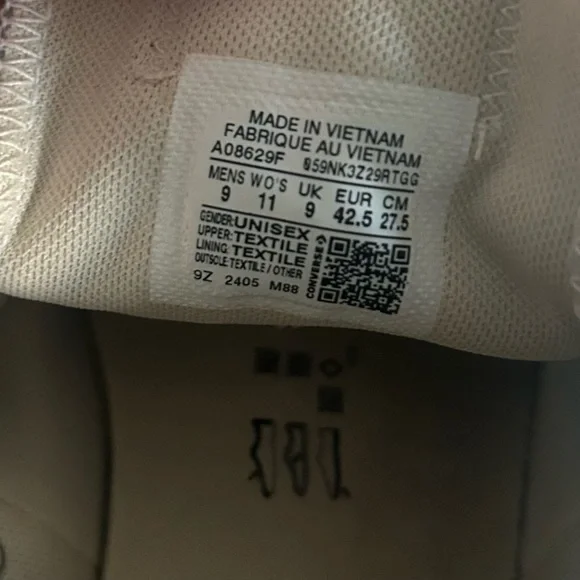 MADE IN VIETNAM
FABRIQUE AU VIETNAM
A08629F 059NK3Z29RTGG
MENS WO'S UK EUR CM
9 11 9 42.5 27.5
GENDER:UNISEX
UPPER:TEXTILE
LINING:TEXTILE
OUTSOLE:TEXTILE / OTHER
9Z 2405 M88
CONVERSE